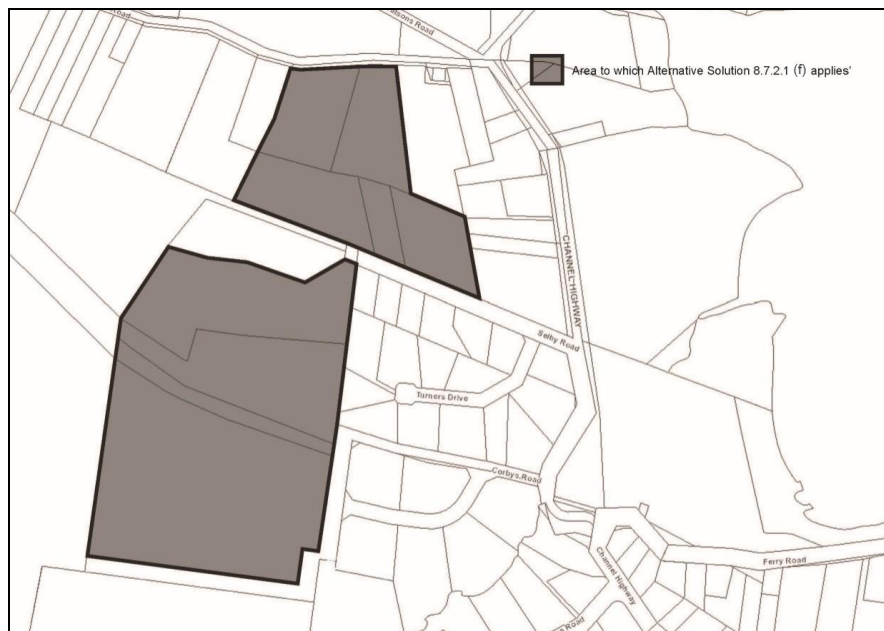 Road
Area to which Alternative Solution 8.7.2.1 (f) applies'
CHANNEL HIGHWAY
Selby Road
Turners Drive
Corbys Road
Channel Highway
Ferry Road
Road